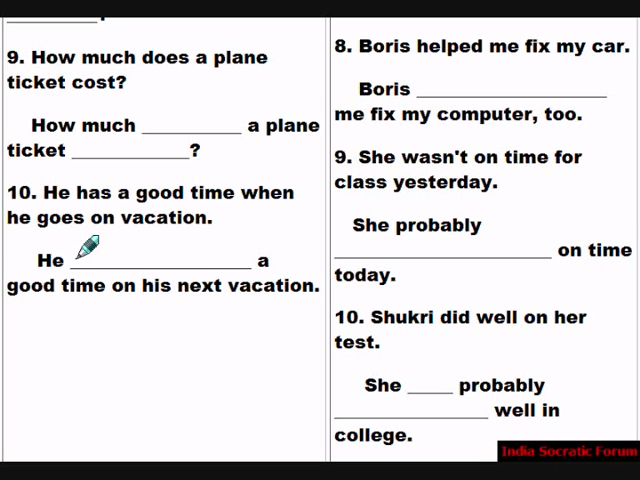 9. How much does a plane
ticket cost?
How much __________ a plane
ticket ____________?
10. He has a good time when
he goes on vacation.
He __________________ a
good time on his next vacation.
8. Boris helped me fix my car.
Boris ___________________
me fix my computer, too.
9. She wasn't on time for
class yesterday.
She probably
______________________ on time
today.
10. Shukri did well on her
test.
She ____ probably
_______________ well in
college.
India Socratic Forum